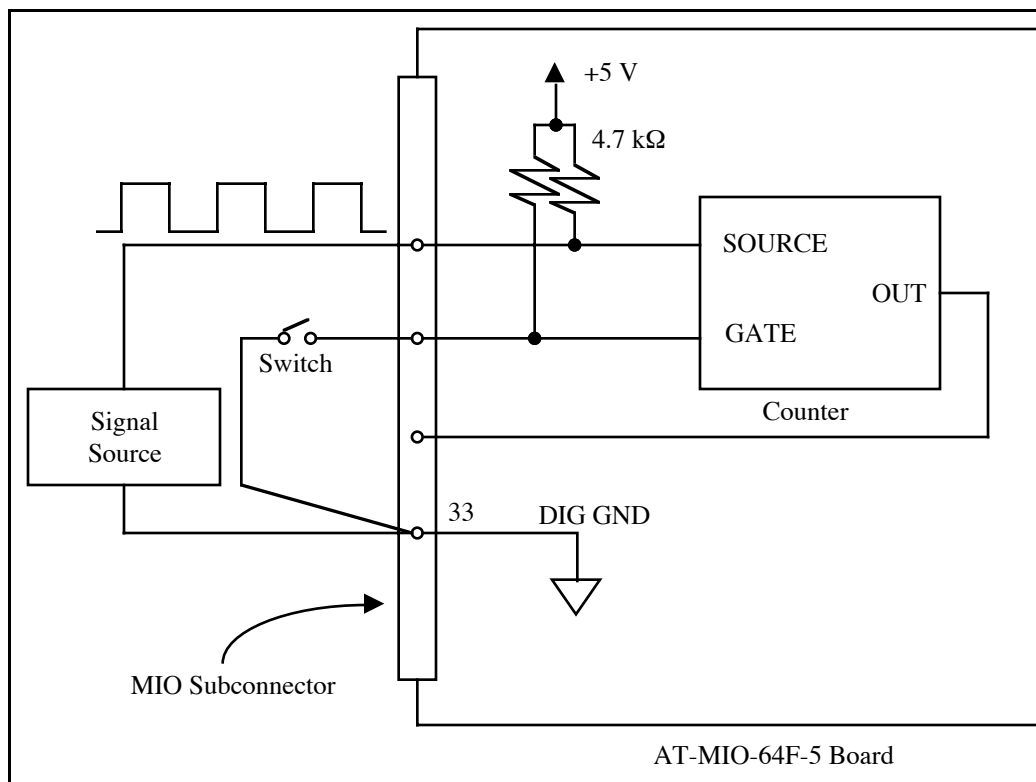 +5 V
4.7 kΩ
SOURCE
OUT
GATE
Switch
Counter
Signal
Source
33
DIG GND
MIO Subconnector
AT-MIO-64F-5 Board